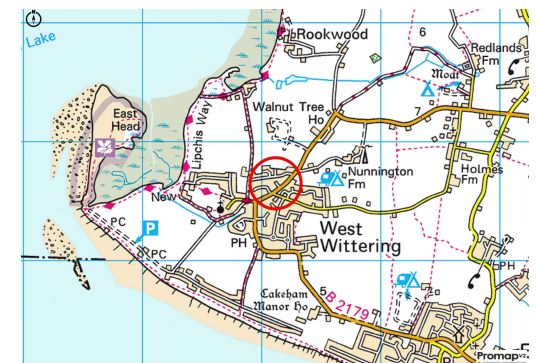 Lake
Rookwood
6
Redlands
Fm
Moat
Walnut Tree
Ho
7
East
Head
Lipchis Way
Nunnington
Fm
Holmes
Fm
New
PC
P
PC
PH
West
Wittering
PH
Cakeham
Manor Ho
5
B 2179
Promap